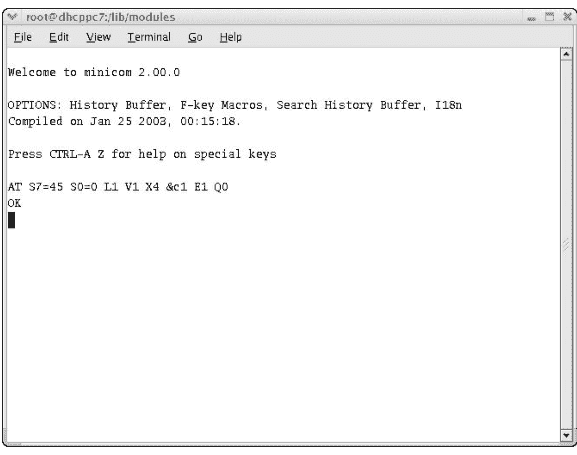 root@dhcppc7:/lib/modules
File Edit View Terminal Go Help
Welcome to minicom 2.00.0
OPTIONS: History Buffer, F-key Macros, Search History Buffer, I18n
Compiled on Jan 25 2003, 00:15:18.
Press CTRL-A Z for help on special keys
AT S7=45 S0=0 L1 V1 X4 &c1 E1 Q0
OK